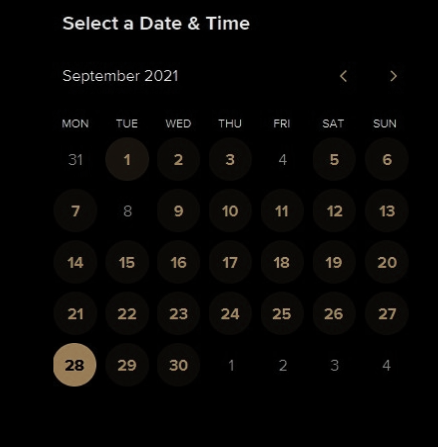 Select a Date & Time
September 2021
MON TUE WED THU FRI SAT SUN
31 1 2 3 4 5 6
7 8 9 10 11 12 13
14 15 16 17 18 19 20
21 22 23 24 25 26 27
28 29 30 1 2 3 4